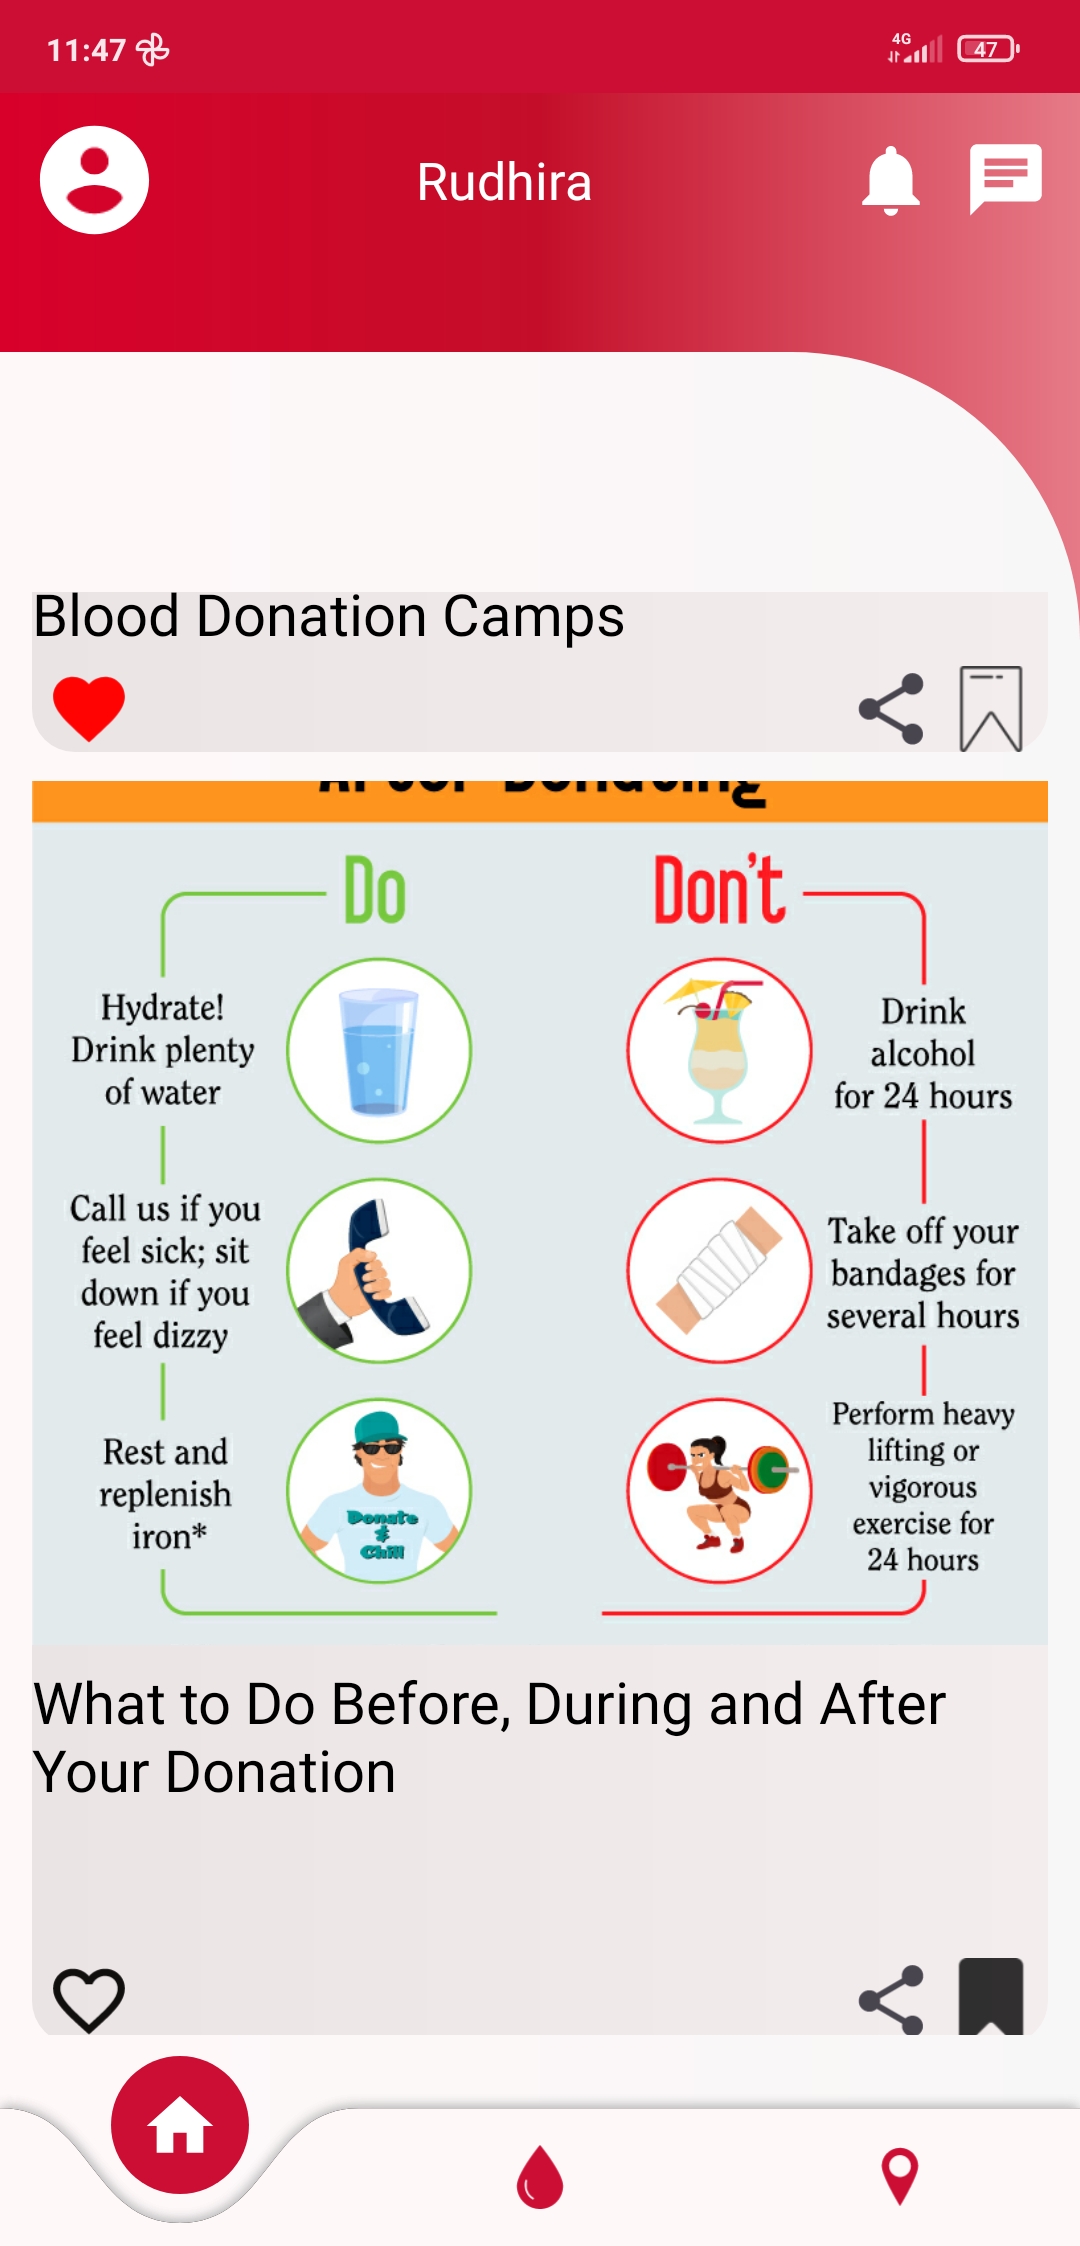 11:47
4G
47
Rudhira
Blood Donation Camps
After Donating
Do
Don't
Hydrate!
Drink plenty
of water
Drink
alcohol
for 24 hours
Call us if you
feel sick; sit
down if you
feel dizzy
Take off your
bandages for
several hours
Rest and
replenish
iron*
Donate
&
Chill
Perform heavy
lifting or
vigorous
exercise for
24 hours
What to Do Before, During and After
Your Donation